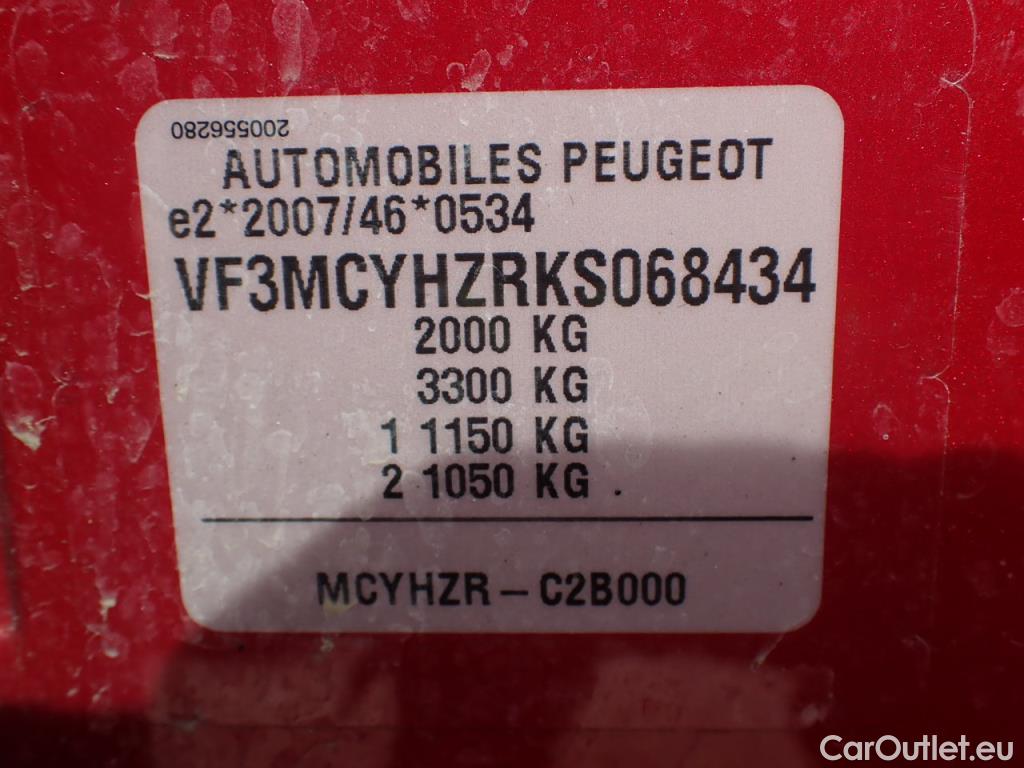 200556280
AUTOMOBILES PEUGEOT
e2*2007/46*0534
VF3MCYHZRKS068434
2000 KG
3300 KG
1 1150 KG
2 1050 KG .
MCYHZR – C2B000
CarOutlet.eu